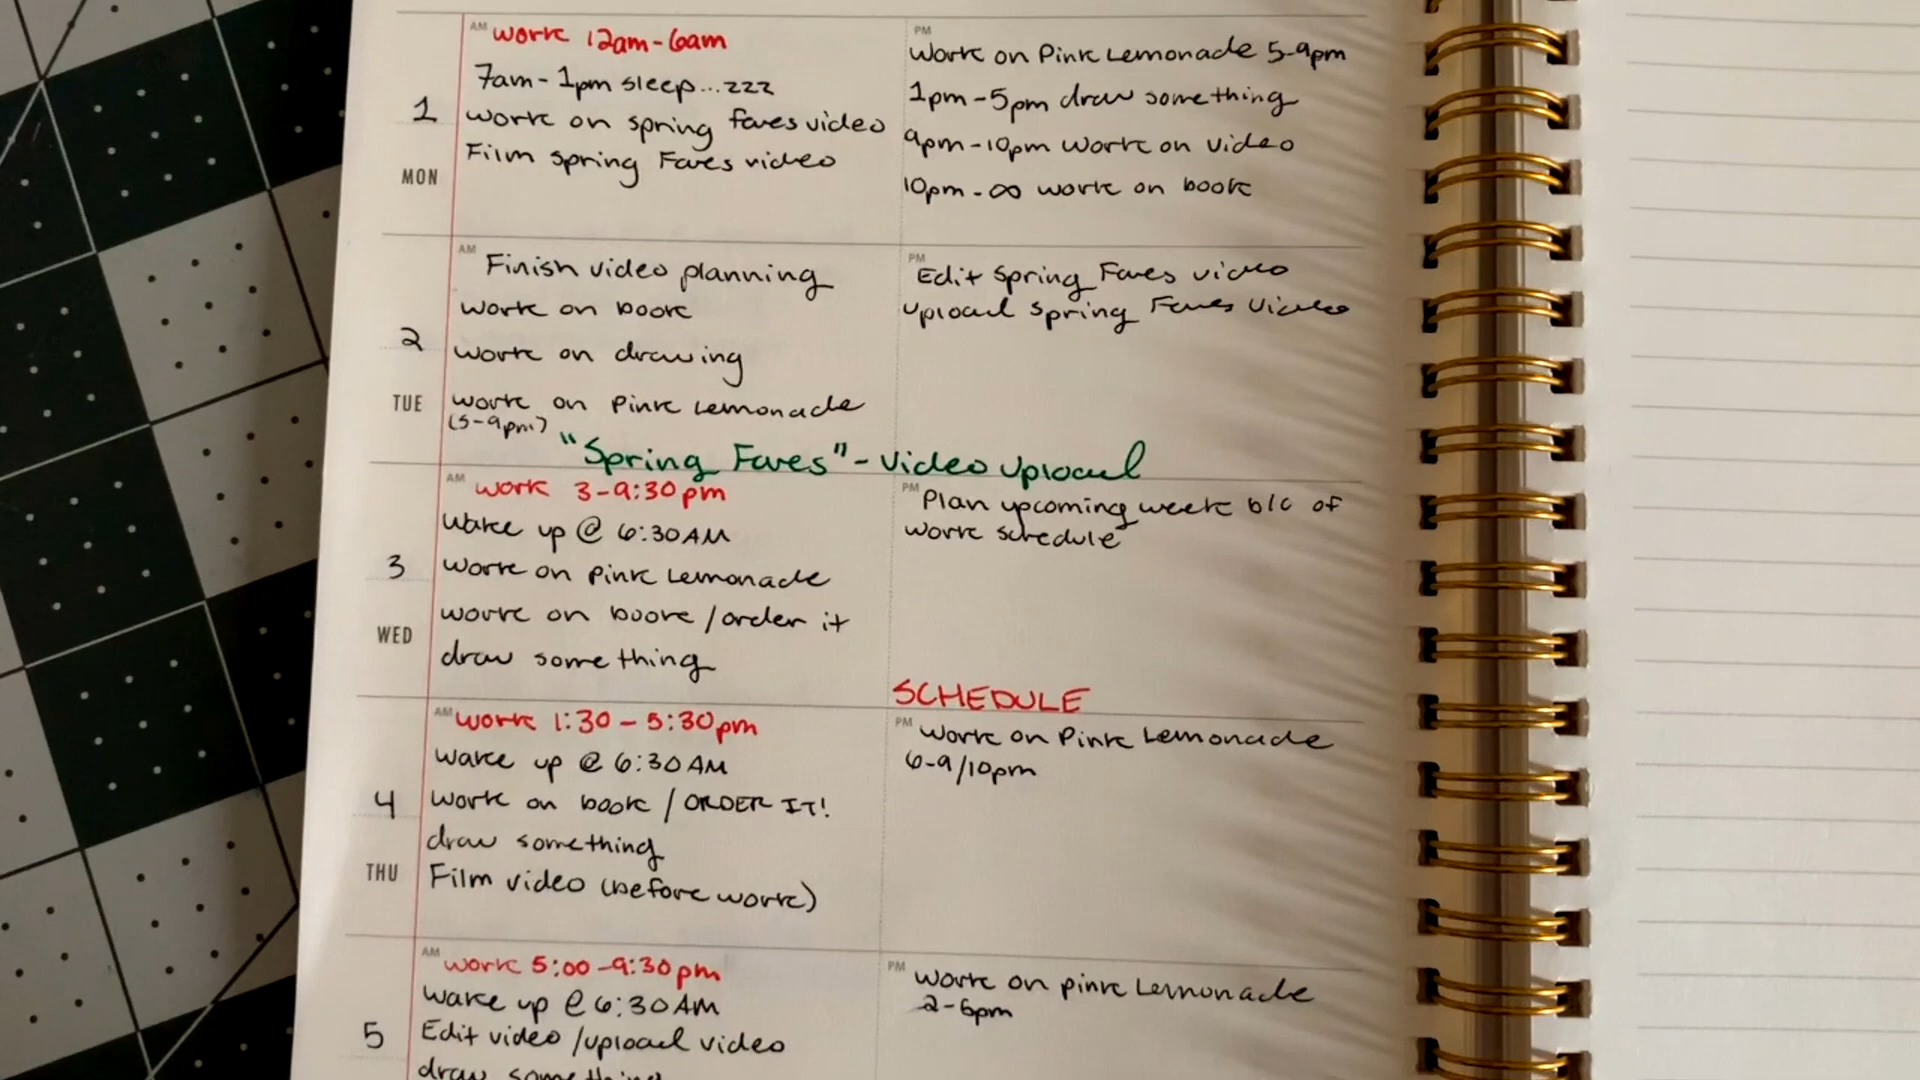 AM
work 12am-6am
7am-1pm sleep...zzz
work on spring faves video
Film spring Faves video
1
MON
PM
Work on Pink Lemonade 5-9pm
1pm-5pm draw something
9pm-10pm work on video
10pm-∞ work on book
AM
Finish video planning
work on book
work on drawing
work on Pink Lemonade
(5-9pm)
2
TUE
PM
Edit Spring Faves video
upload spring Faves Video
"Spring Faves" - Video Upload
AM
work 3-9:30pm
wake up @ 6:30AM
work on pink Lemonade
work on book/order it
draw something
3
WED
PM
Plan upcoming week b/c of
work schedule
SCHEDULE
AM
work 1:30-5:30pm
wake up @ 6:30AM
work on book / ORDER IT!
draw something
Film video (before work)
4
THU
PM
work on Pink Lemonade
6-9/10pm
AM
work 5:00-9:30pm
wake up @ 6:30AM
Edit video/upload video
draw something
5
PM
work on pink Lemonade
2-6pm